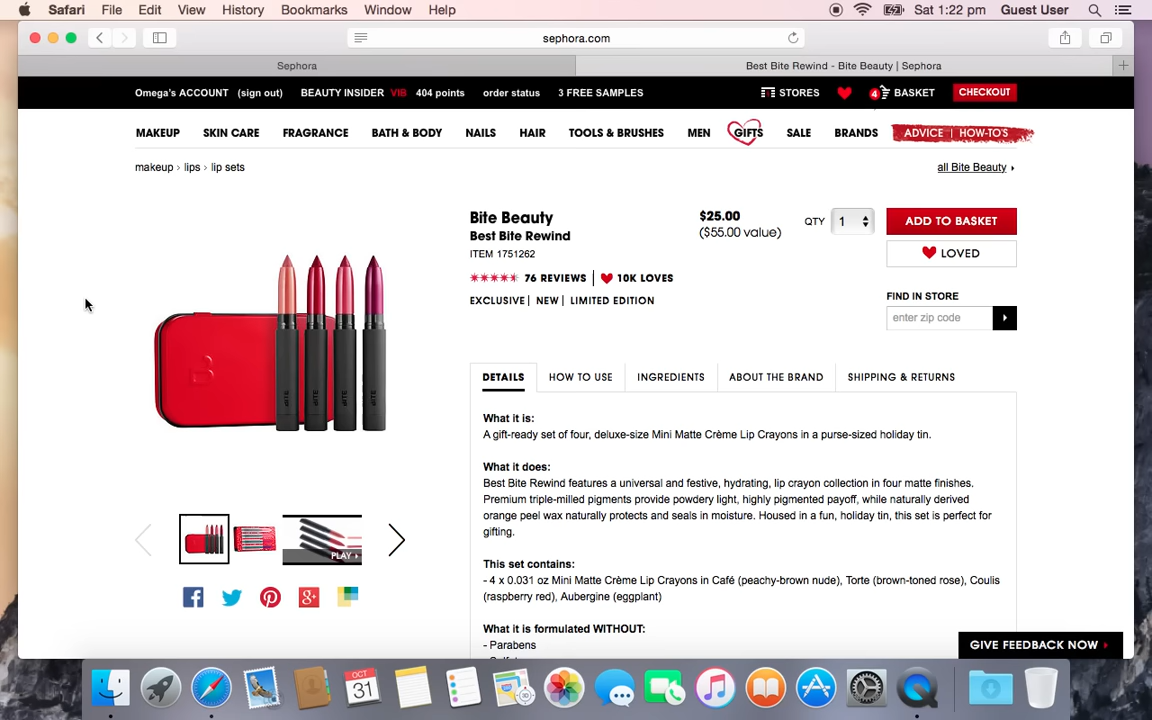 Safari File Edit View History Bookmarks Window Help Sat 1:22 pm Guest User
sephora.com
Sephora Best Bite Rewind - Bite Beauty | Sephora
Omega's ACCOUNT (sign out) BEAUTY INSIDER VIB 404 points order status 3 FREE SAMPLES STORES 4 BASKET CHECKOUT
MAKEUP SKIN CARE FRAGRANCE BATH & BODY NAILS HAIR TOOLS & BRUSHES MEN GIFTS SALE BRANDS ADVICE | HOW-TO'S
makeup › lips › lip sets all Bite Beauty
Bite Beauty $25.00 QTY 1 ADD TO BASKET
Best Bite Rewind ($55.00 value)
ITEM 1751262 LOVED
76 REVIEWS | 10K LOVES
EXCLUSIVE | NEW | LIMITED EDITION FIND IN STORE
enter zip code
BITE BITE BITE BITE
DETAILS HOW TO USE INGREDIENTS ABOUT THE BRAND SHIPPING & RETURNS
What it is:
A gift-ready set of four, deluxe-size Mini Matte Crème Lip Crayons in a purse-sized holiday tin.
What it does:
Best Bite Rewind features a universal and festive, hydrating, lip crayon collection in four matte finishes.
Premium triple-milled pigments provide powdery light, highly pigmented payoff, while naturally derived
orange peel wax naturally protects and seals in moisture. Housed in a fun, holiday tin, this set is perfect for
gifting.
PLAY
This set contains:
- 4 x 0.031 oz Mini Matte Crème Lip Crayons in Café (peachy-brown nude), Torte (brown-toned rose), Coulis
(raspberry red), Aubergine (eggplant)
What it is formulated WITHOUT:
- Parabens
GIVE FEEDBACK NOW
OCT
31